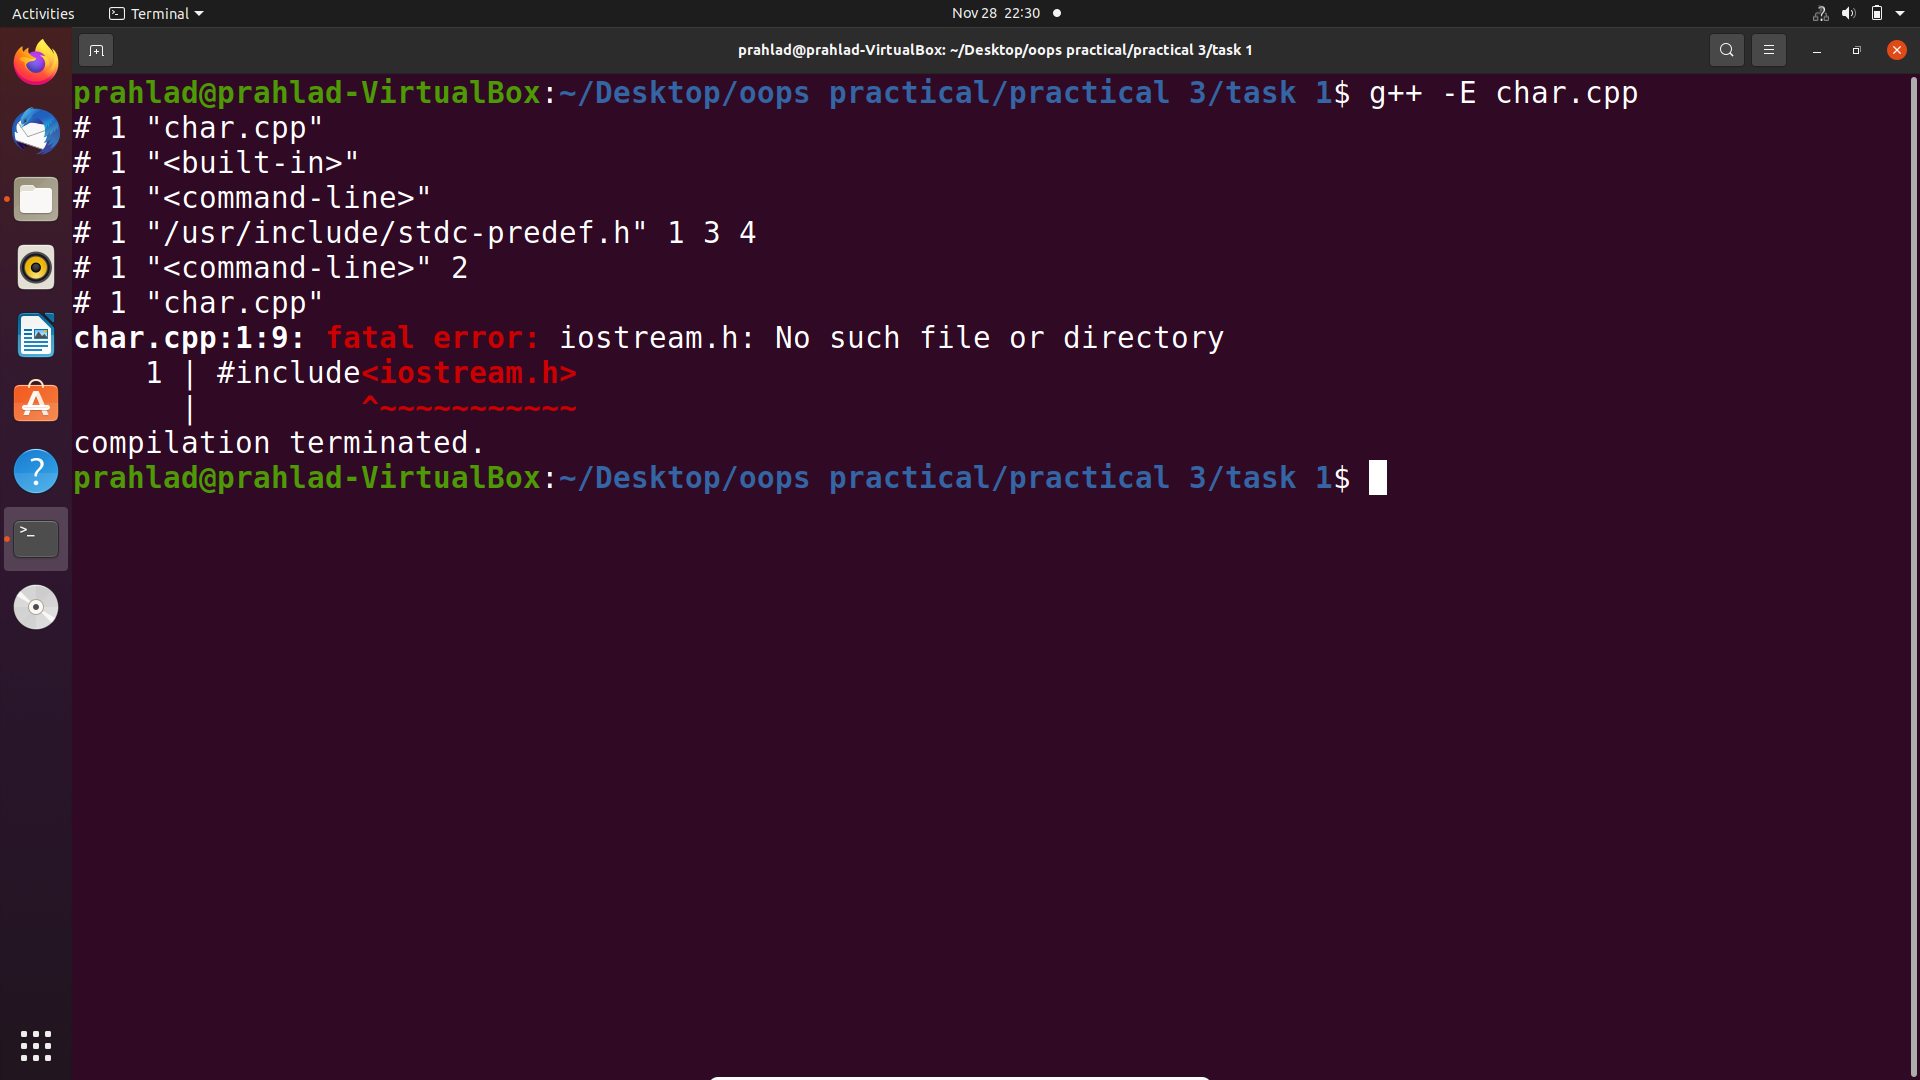 Activities Terminal Nov 28 22:30
prahlad@prahlad-VirtualBox: ~/Desktop/oops practical/practical 3/task 1
prahlad@prahlad-VirtualBox:~/Desktop/oops practical/practical 3/task 1$ g++ -E char.cpp
# 1 "char.cpp"
# 1 "<built-in>"
# 1 "<command-line>"
# 1 "/usr/include/stdc-predef.h" 1 3 4
# 1 "<command-line>" 2
# 1 "char.cpp"
char.cpp:1:9: fatal error: iostream.h: No such file or directory
    1 | #include<iostream.h>
      |         ^~~~~~~~~~~~
compilation terminated.
prahlad@prahlad-VirtualBox:~/Desktop/oops practical/practical 3/task 1$